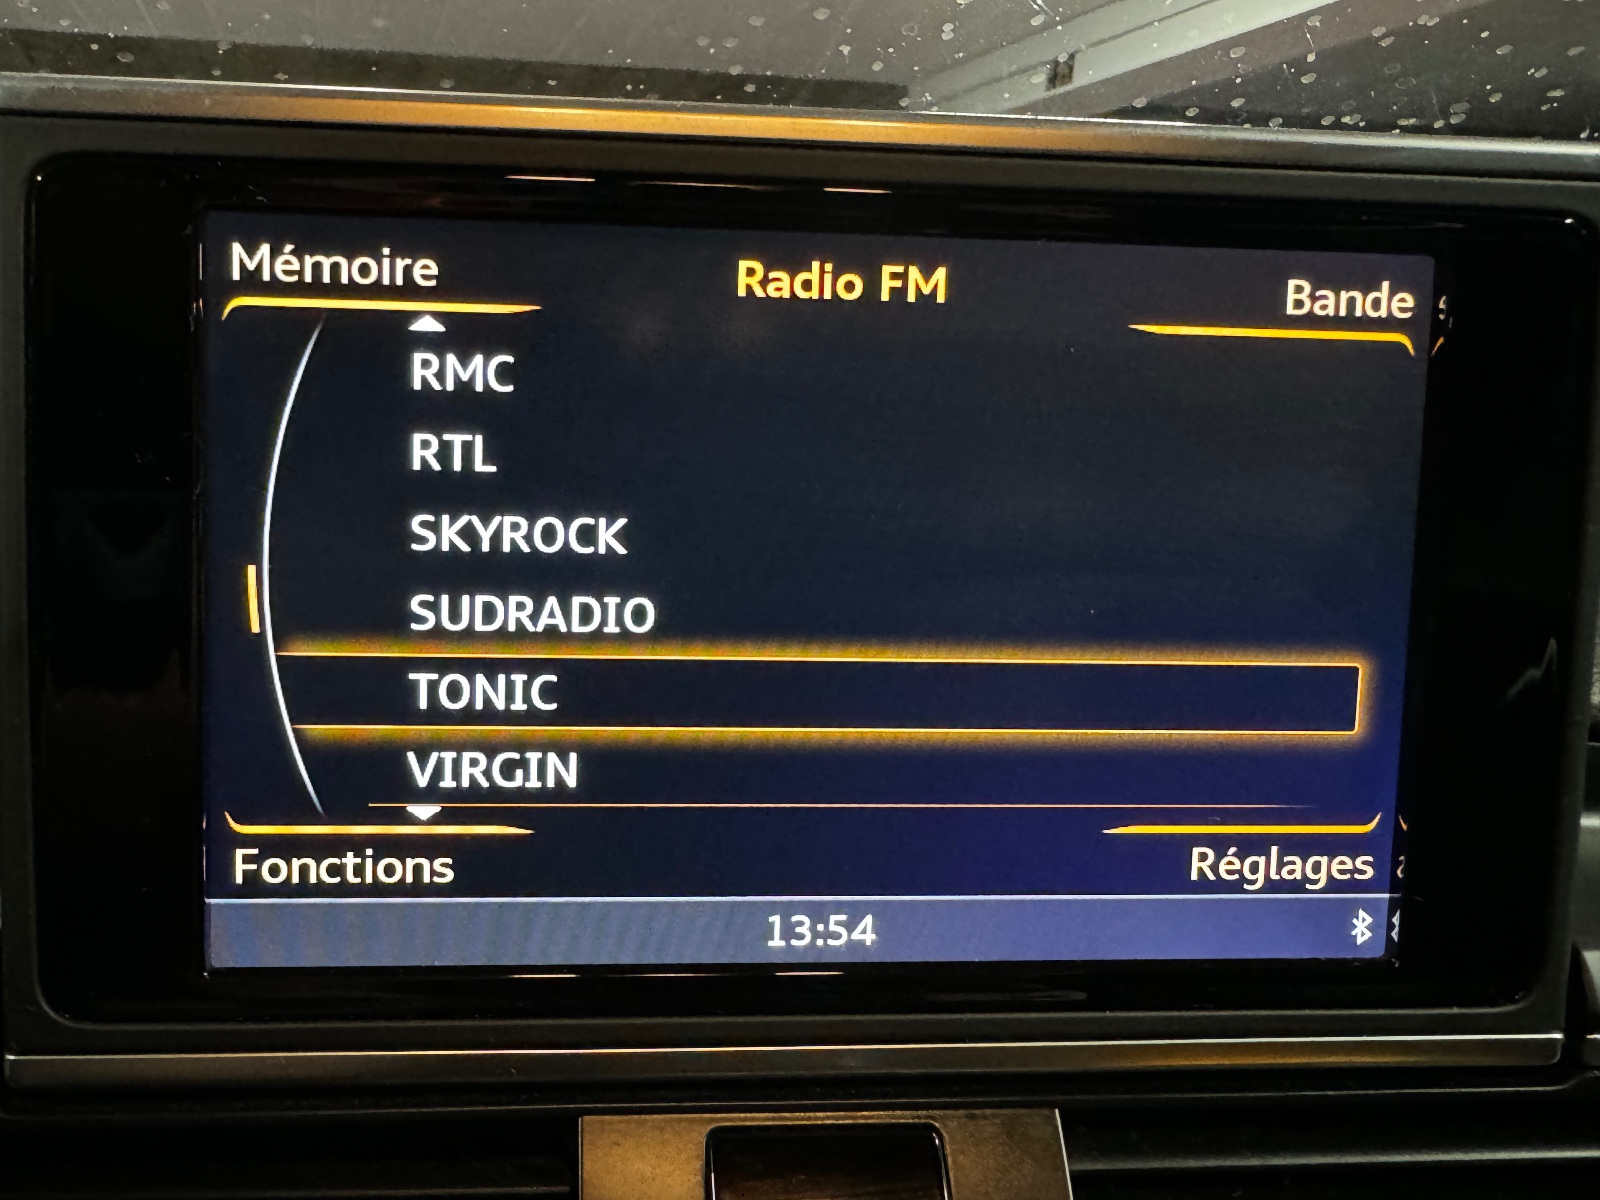 Mémoire
Radio FM
Bande
RMC
RTL
SKYROCK
SUDRADIO
TONIC
VIRGIN
Fonctions
Réglages
13:54